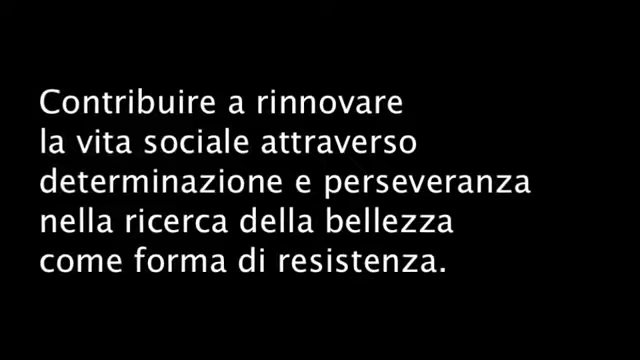 Contribuire a rinnovare
la vita sociale attraverso
determinazione e perseveranza
nella ricerca della bellezza
come forma di resistenza.